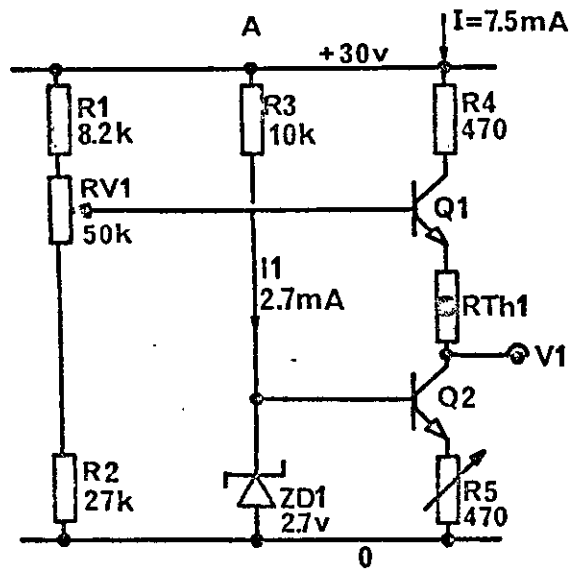 A
I=7.5mA
+30v
R1
8.2k
R3
10k
R4
470
RV1
50k
Q1
I1
2.7mA
RTh1
V1
Q2
R2
27k
ZD1
2.7v
R5
470
0